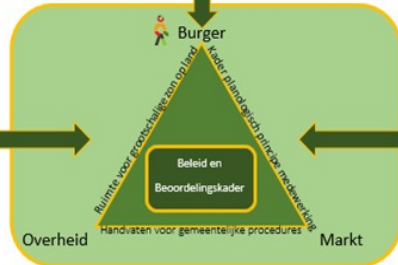 Burger
Ruimte voor grootschalige zon op land
Kader planologisch principe medewerking
Beleid en
Beoordelingskader
Handvaten voor gemeentelijke procedures
Overheid
Markt